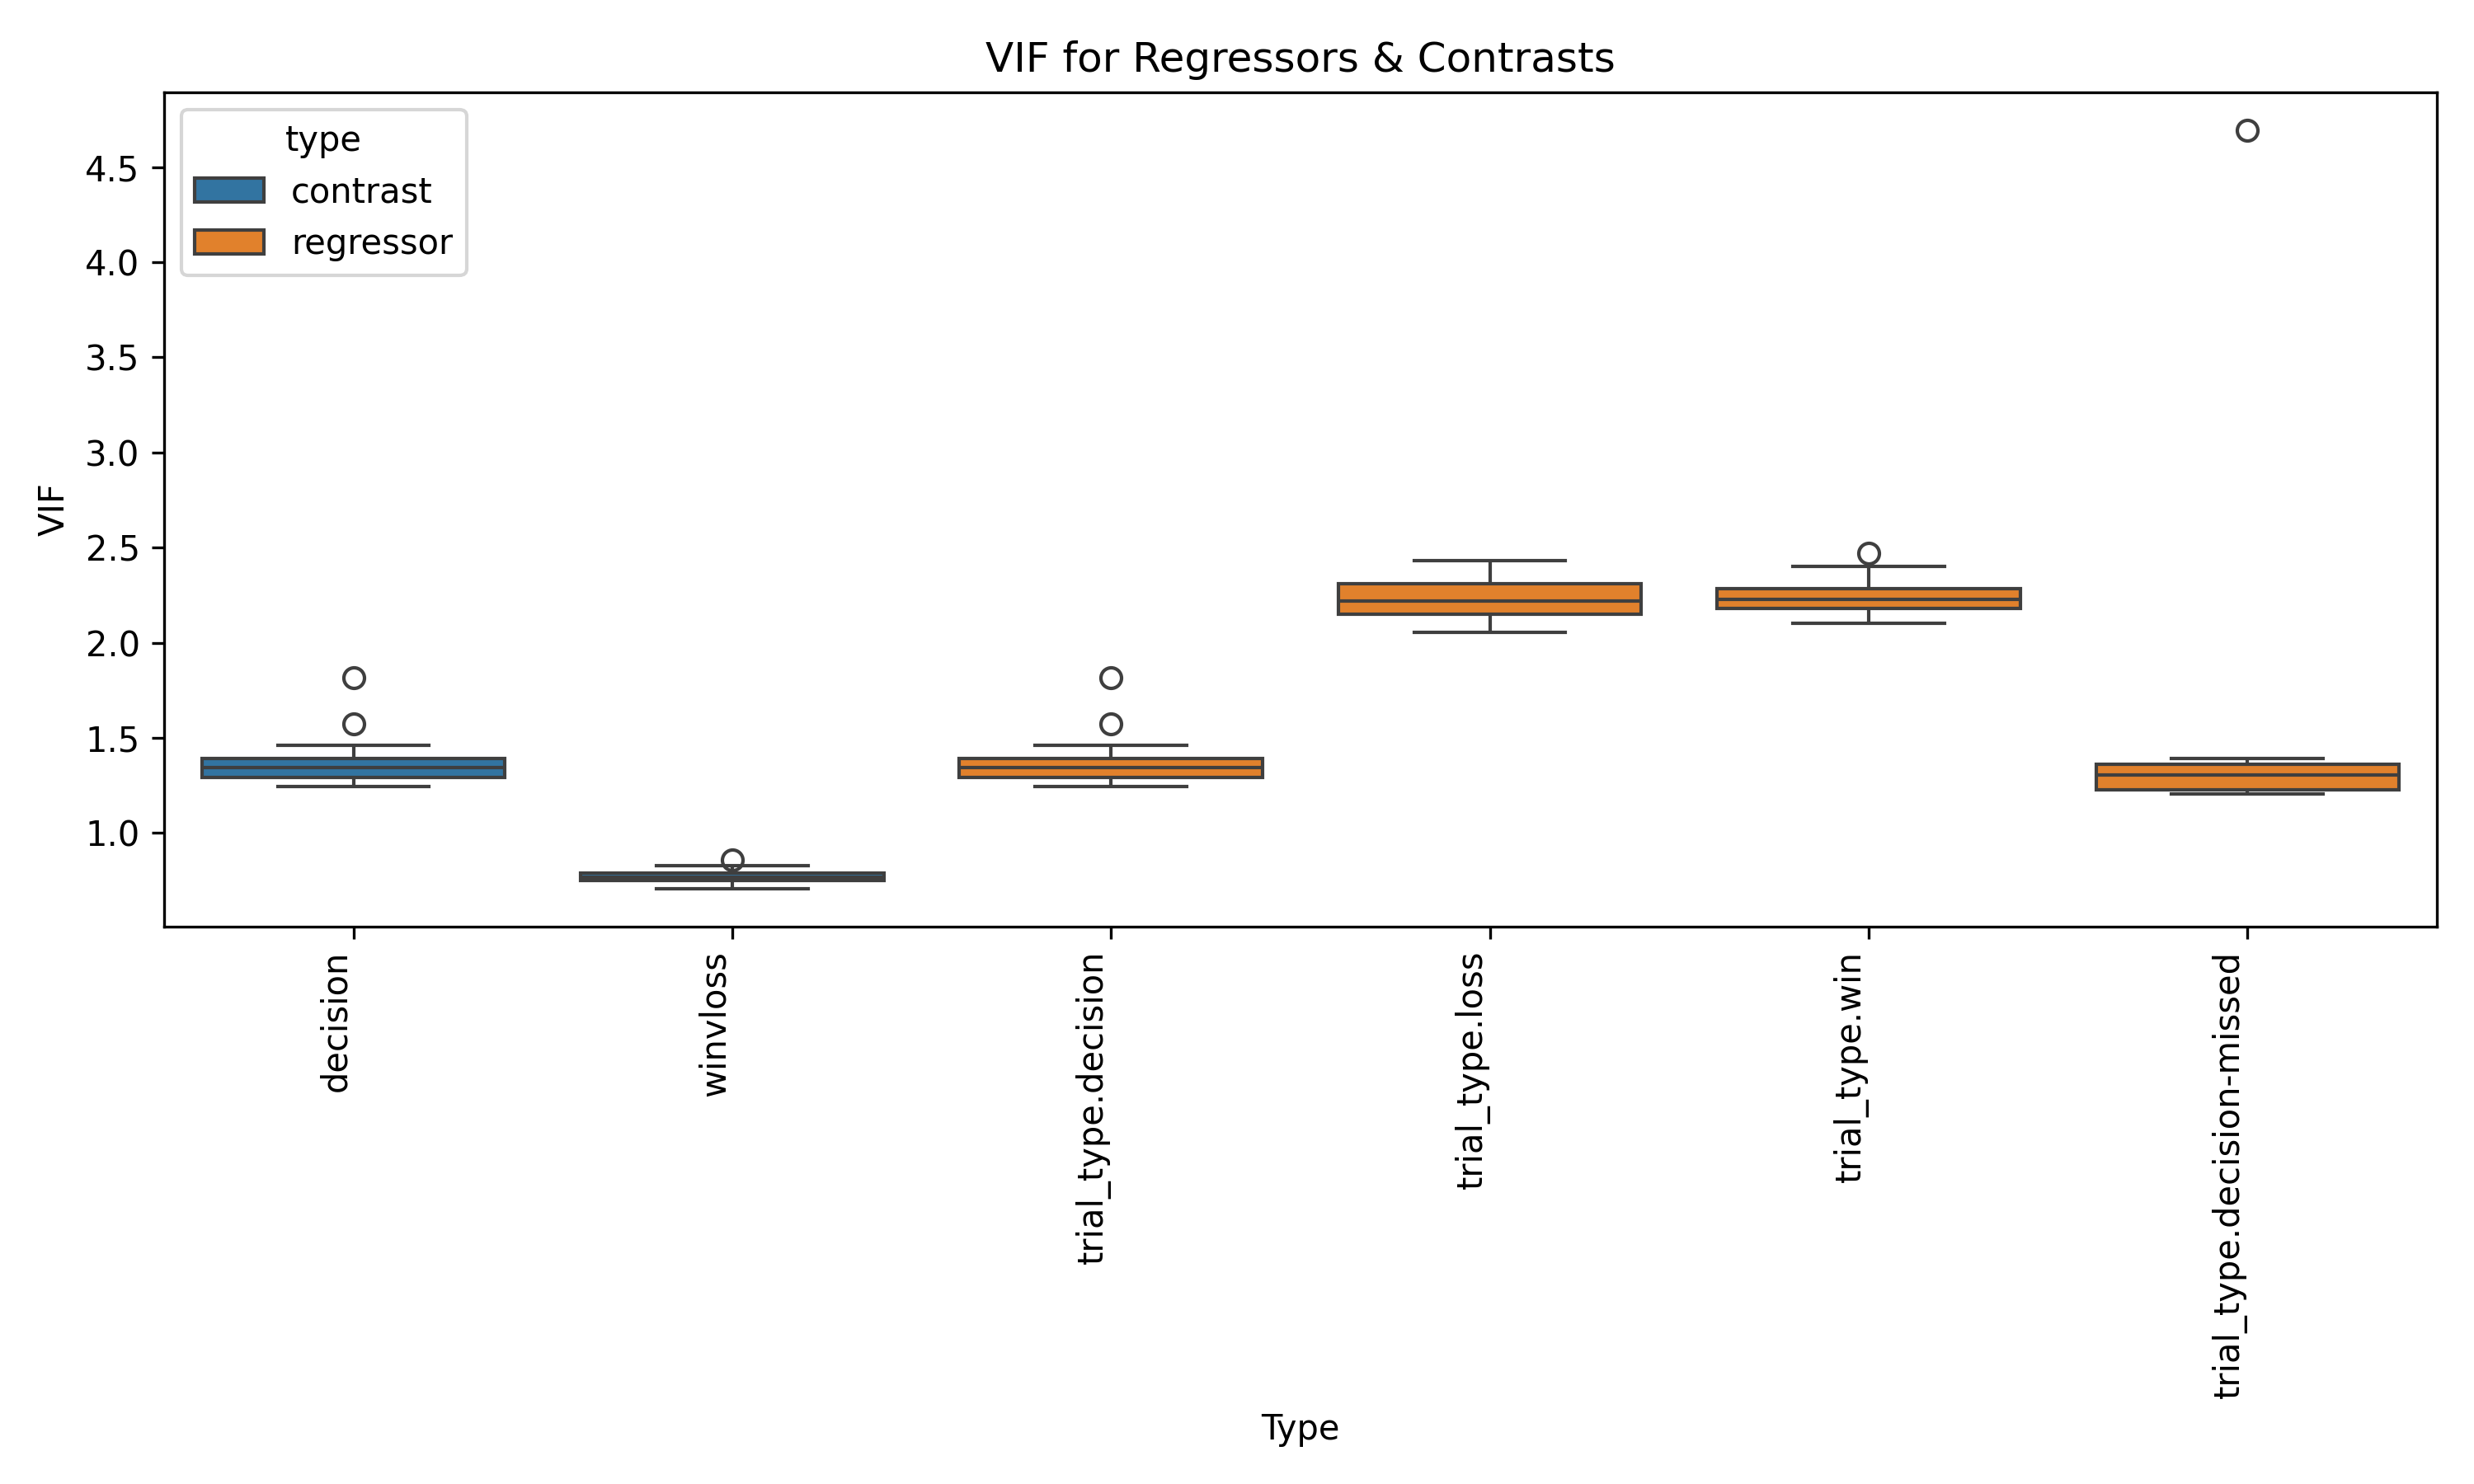 VIF for Regressors & Contrasts
type
contrast
regressor
4.5
4.0
3.5
3.0
2.5
2.0
1.5
1.0
VIF
decision
winvloss
trial_type.decision
trial_type.loss
trial_type.win
trial_type.decision-missed
Type